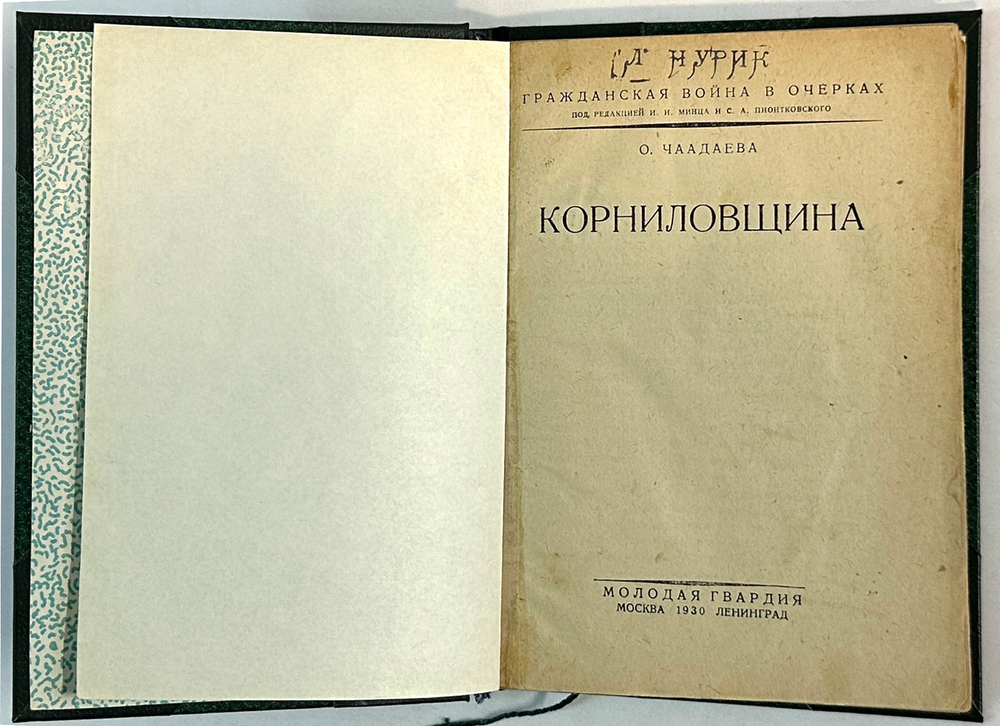 Л НУРИК
ГРАЖДАНСКАЯ ВОЙНА В ОЧЕРКАХ
ПОД РЕДАКЦИЕЙ И. И. МИНЦА И С. А. ПИОНТКОВСКОГО
О. ЧААДАЕВА
КОРНИЛОВЩИНА
МОЛОДАЯ ГВАРДИЯ
МОСКВА 1930 ЛЕНИНГРАД